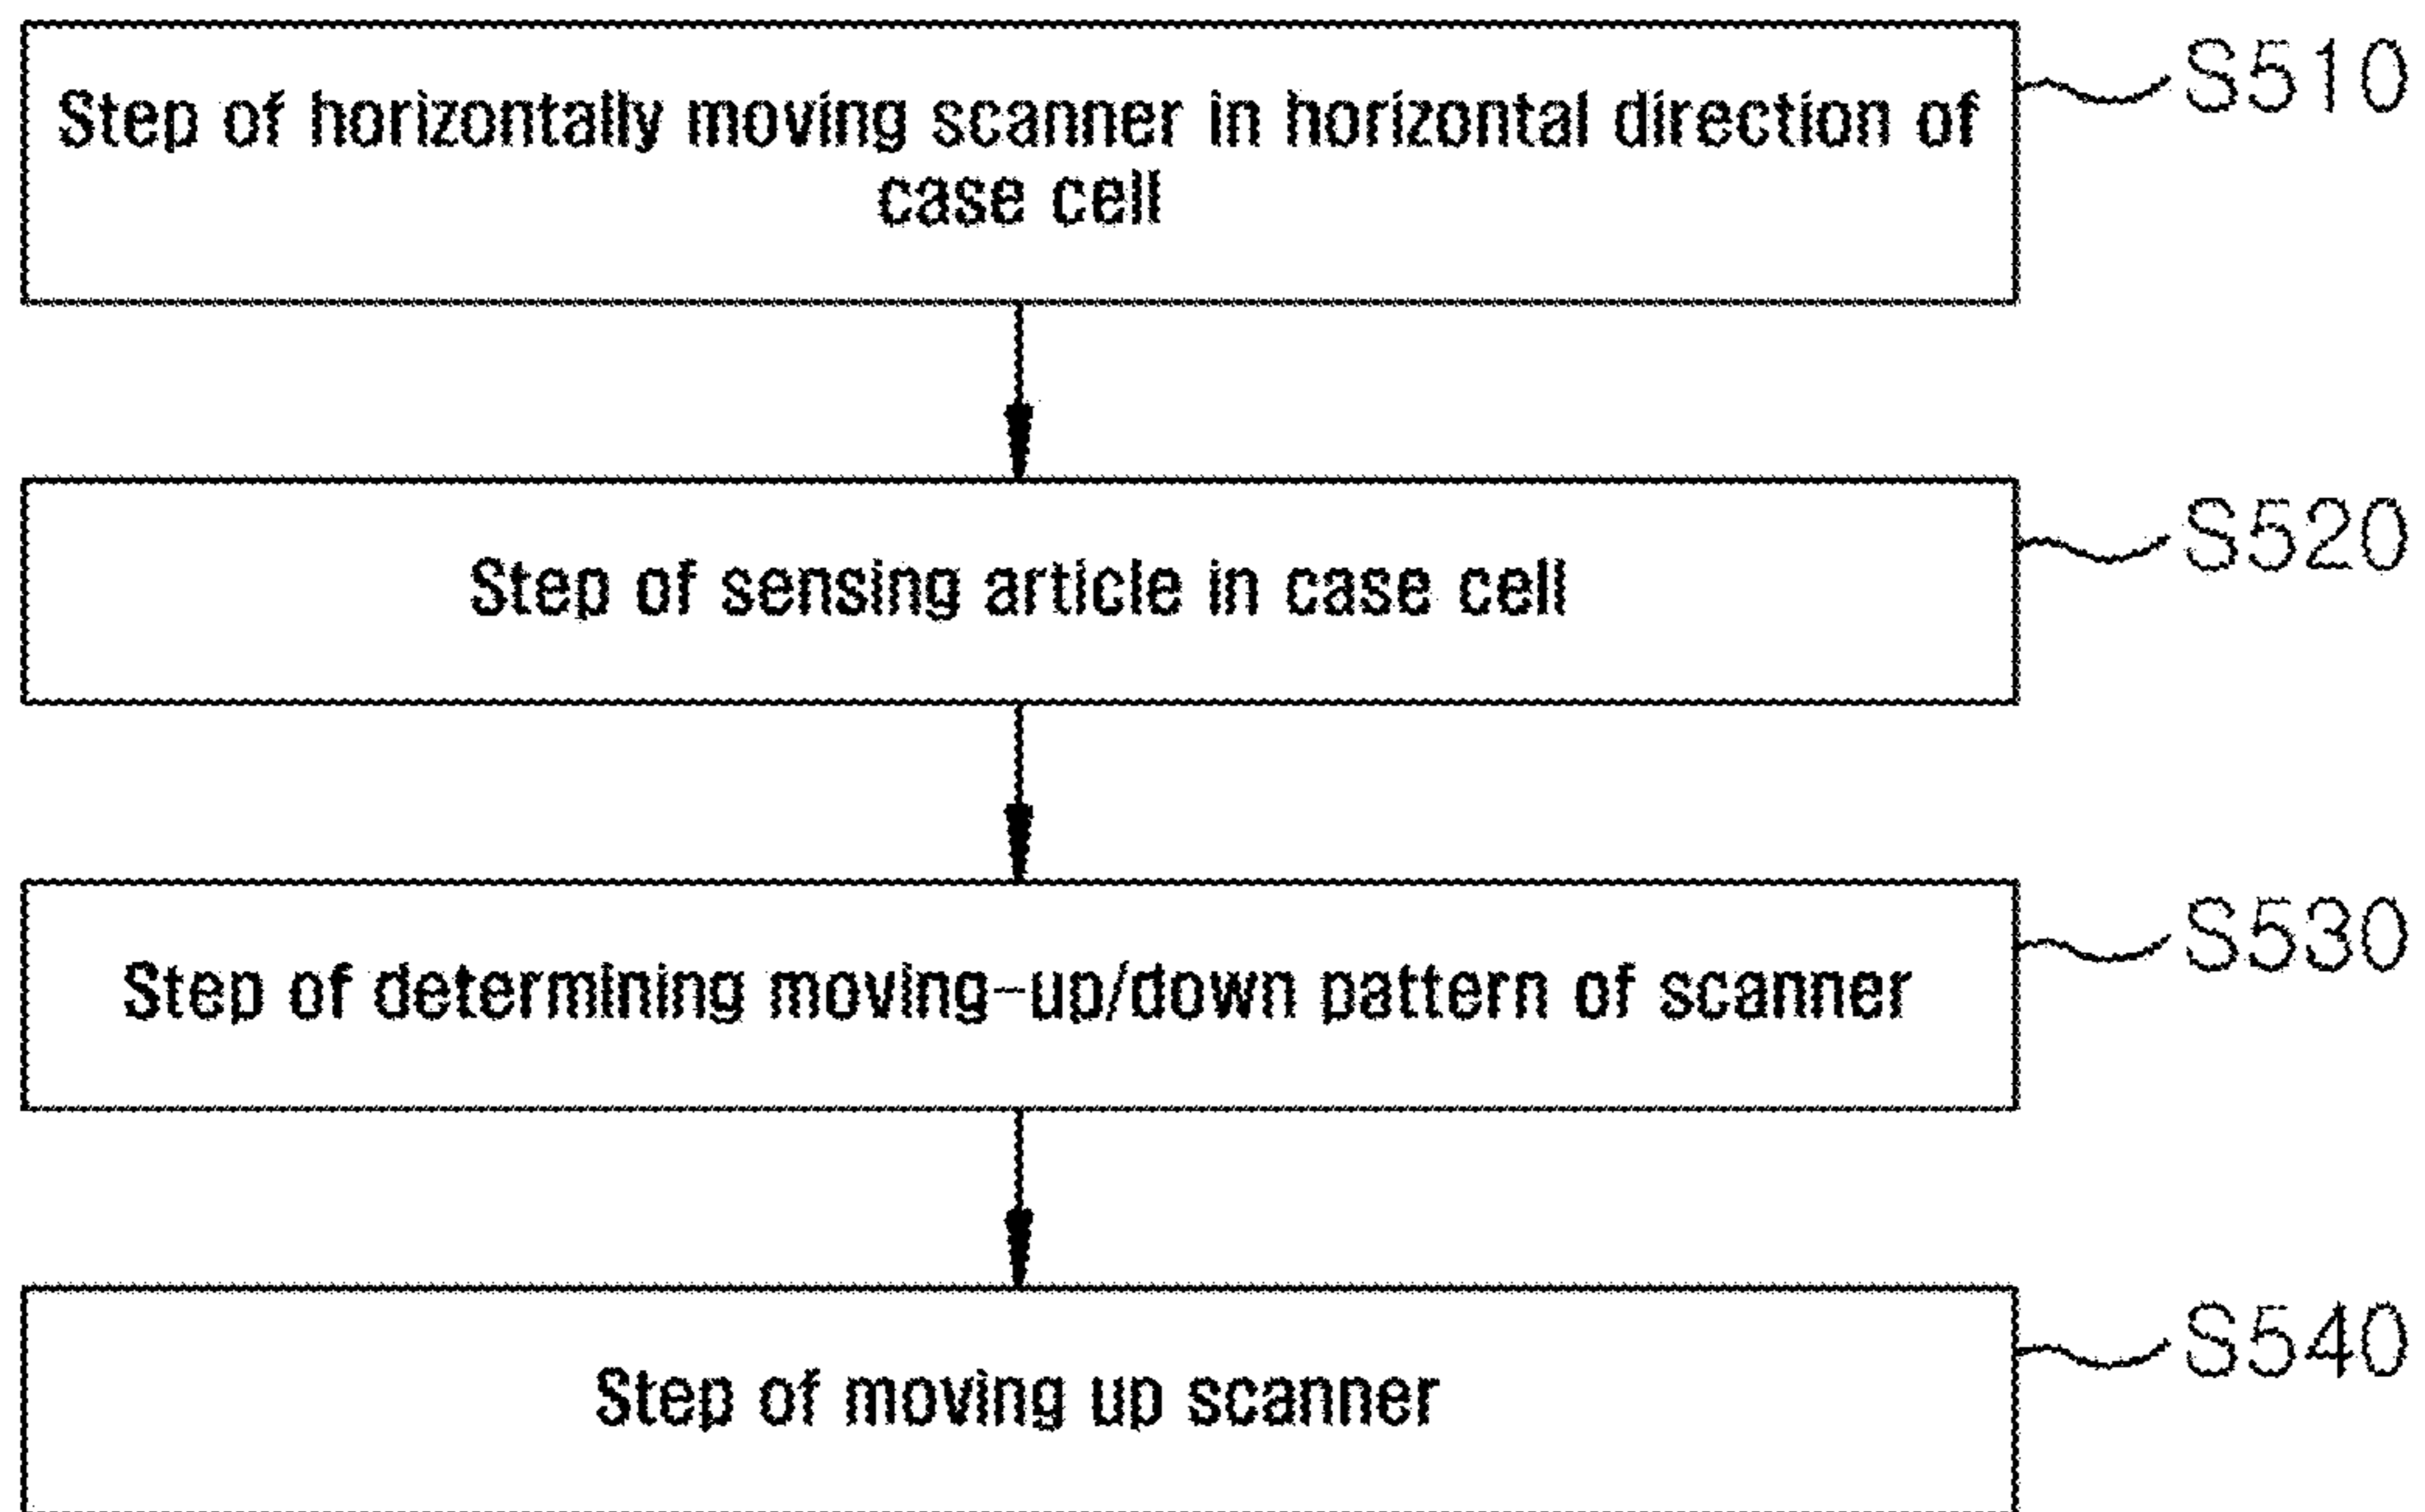 Step of horizontally moving scanner in horizontal direction of
case cell
S510
Step of sensing article in case cell
S520
Step of determining moving-up/down pattern of scanner
S530
Step of moving up scanner
S540